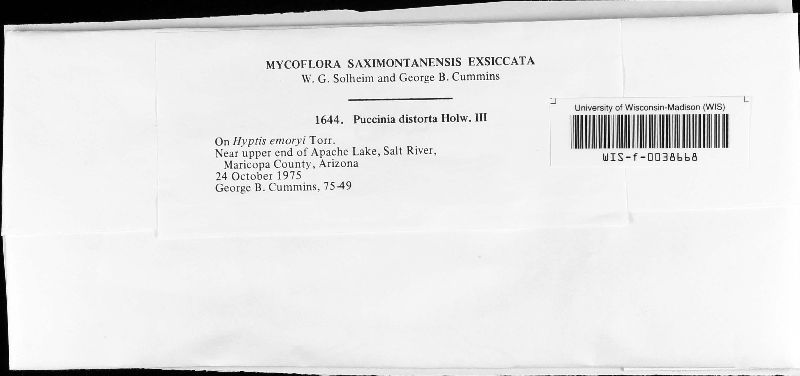 MYCOFLORA SAXIMONTANENSIS EXSICCATA
W. G. Solheim and George B. Cummins
1644. Puccinia distorta Holw. III
On Hyptis emoryi Torr.
Near upper end of Apache Lake, Salt River,
Maricopa County, Arizona
24 October 1975
George B. Cummins, 75-49
University of Wisconsin-Madison (WIS)
WIS-f-0038668